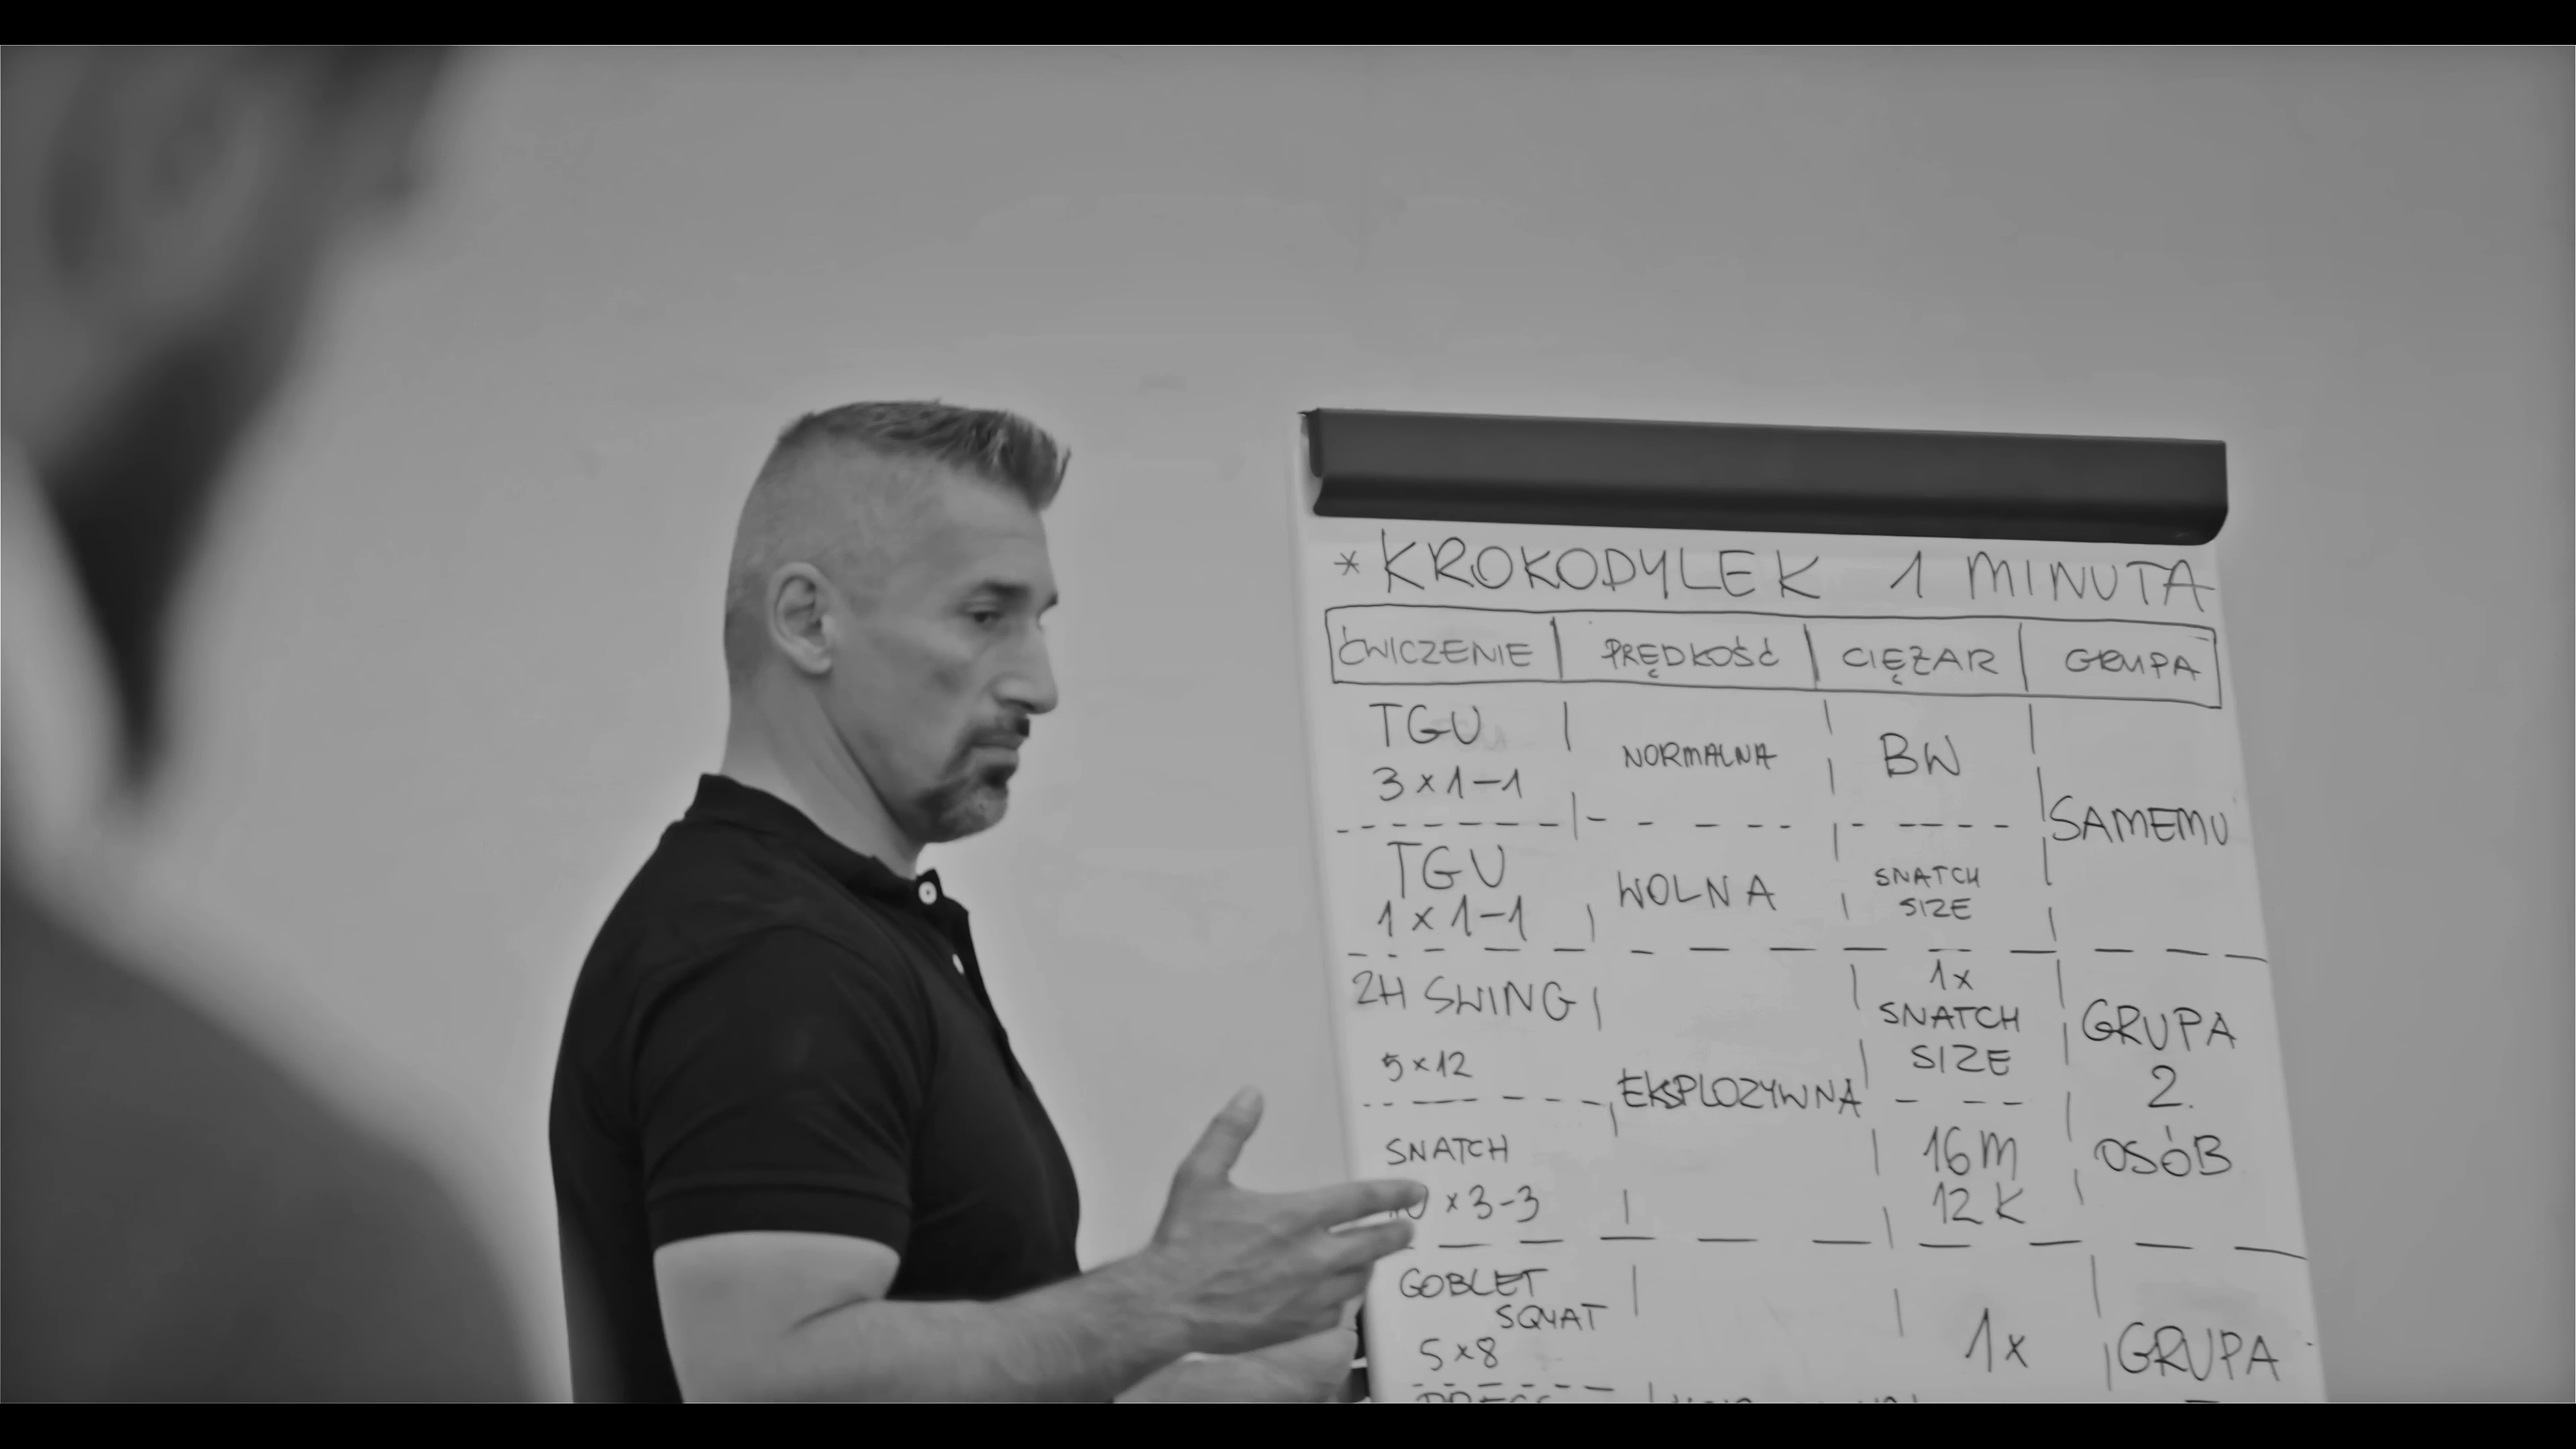 * KROKODYLEK 1 MINUTA
ĆWICZENIE | PRĘDKOŚĆ | CIĘŻAR | GRUPA
TGU
3 x 1-1
NORMALNA
BW
SAMEMU
TGU
1 x 1-1
WOLNA
SNATCH
SIZE
2H SWING
5 x 12
EKSPLOZYWNA
1x
SNATCH
SIZE
GRUPA
2.
OSÓB
SNATCH
x 3-3
16 M
12 K
GOBLET
SQUAT
5 x 8
1x
GRUPA